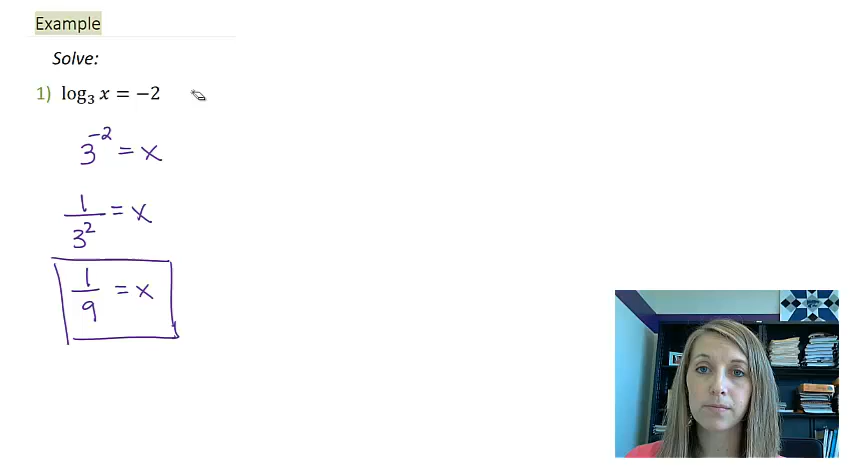 Example
Solve:
1) log₃ x = −2
3⁻² = x
1/3² = x
1/9 = x